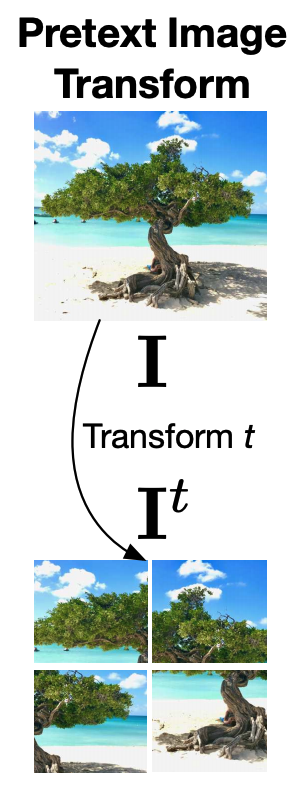 Pretext Image
Transform
I
Transform t
I^t